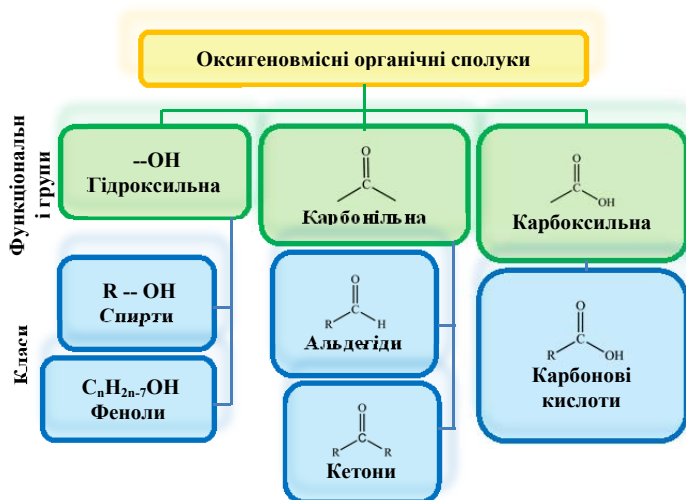 Оксигеновмісні органічні сполуки
Функціональн
і групи
--OH
Гідроксильна
O
C
Карбонільна
O
C
OH
Карбоксильна
Класи
R -- OH
Спирти
CₙH₂ₙ₋₇OH
Феноли
O
C
R
H
Альдегіди
O
C
R
R
Кетони
O
C
R
OH
Карбонові
кислоти